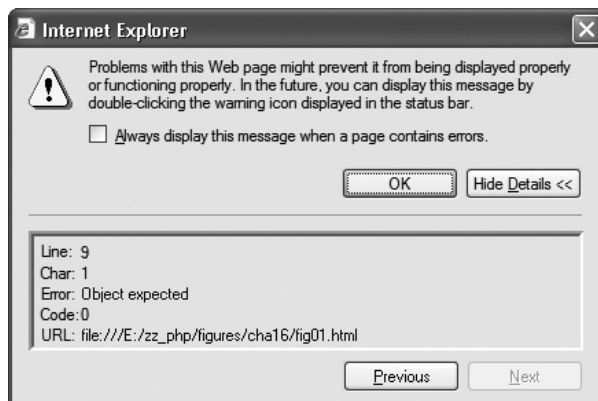 Internet Explorer
Problems with this Web page might prevent it from being displayed properly
or functioning properly. In the future, you can display this message by
double-clicking the warning icon displayed in the status bar.
Always display this message when a page contains errors.
OK
Hide Details <<
Line: 9
Char: 1
Error: Object expected
Code:0
URL: file:///E:/zz_php/figures/cha16/fig01.html
Previous
Next